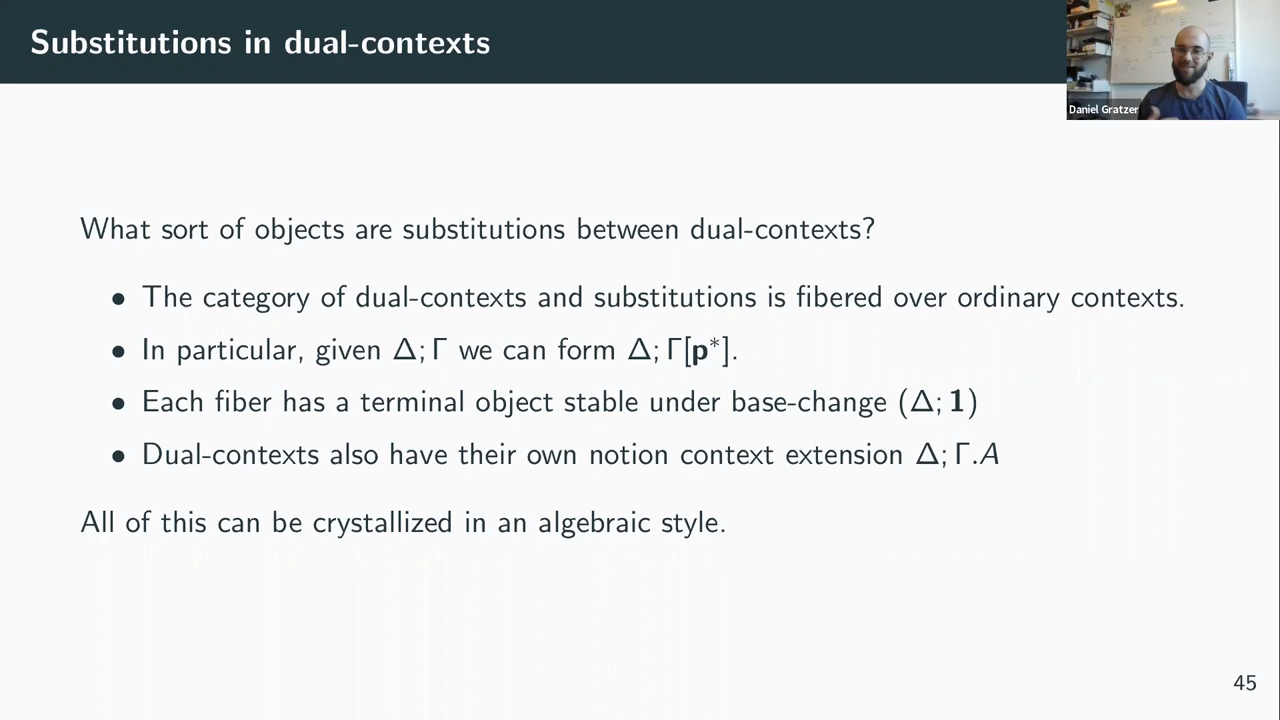 Substitutions in dual-contexts
Daniel Gratzer
What sort of objects are substitutions between dual-contexts?
• The category of dual-contexts and substitutions is fibered over ordinary contexts.
• In particular, given Δ; Γ we can form Δ; Γ[p*].
• Each fiber has a terminal object stable under base-change (Δ; 1)
• Dual-contexts also have their own notion context extension Δ; Γ.A
All of this can be crystallized in an algebraic style.
45